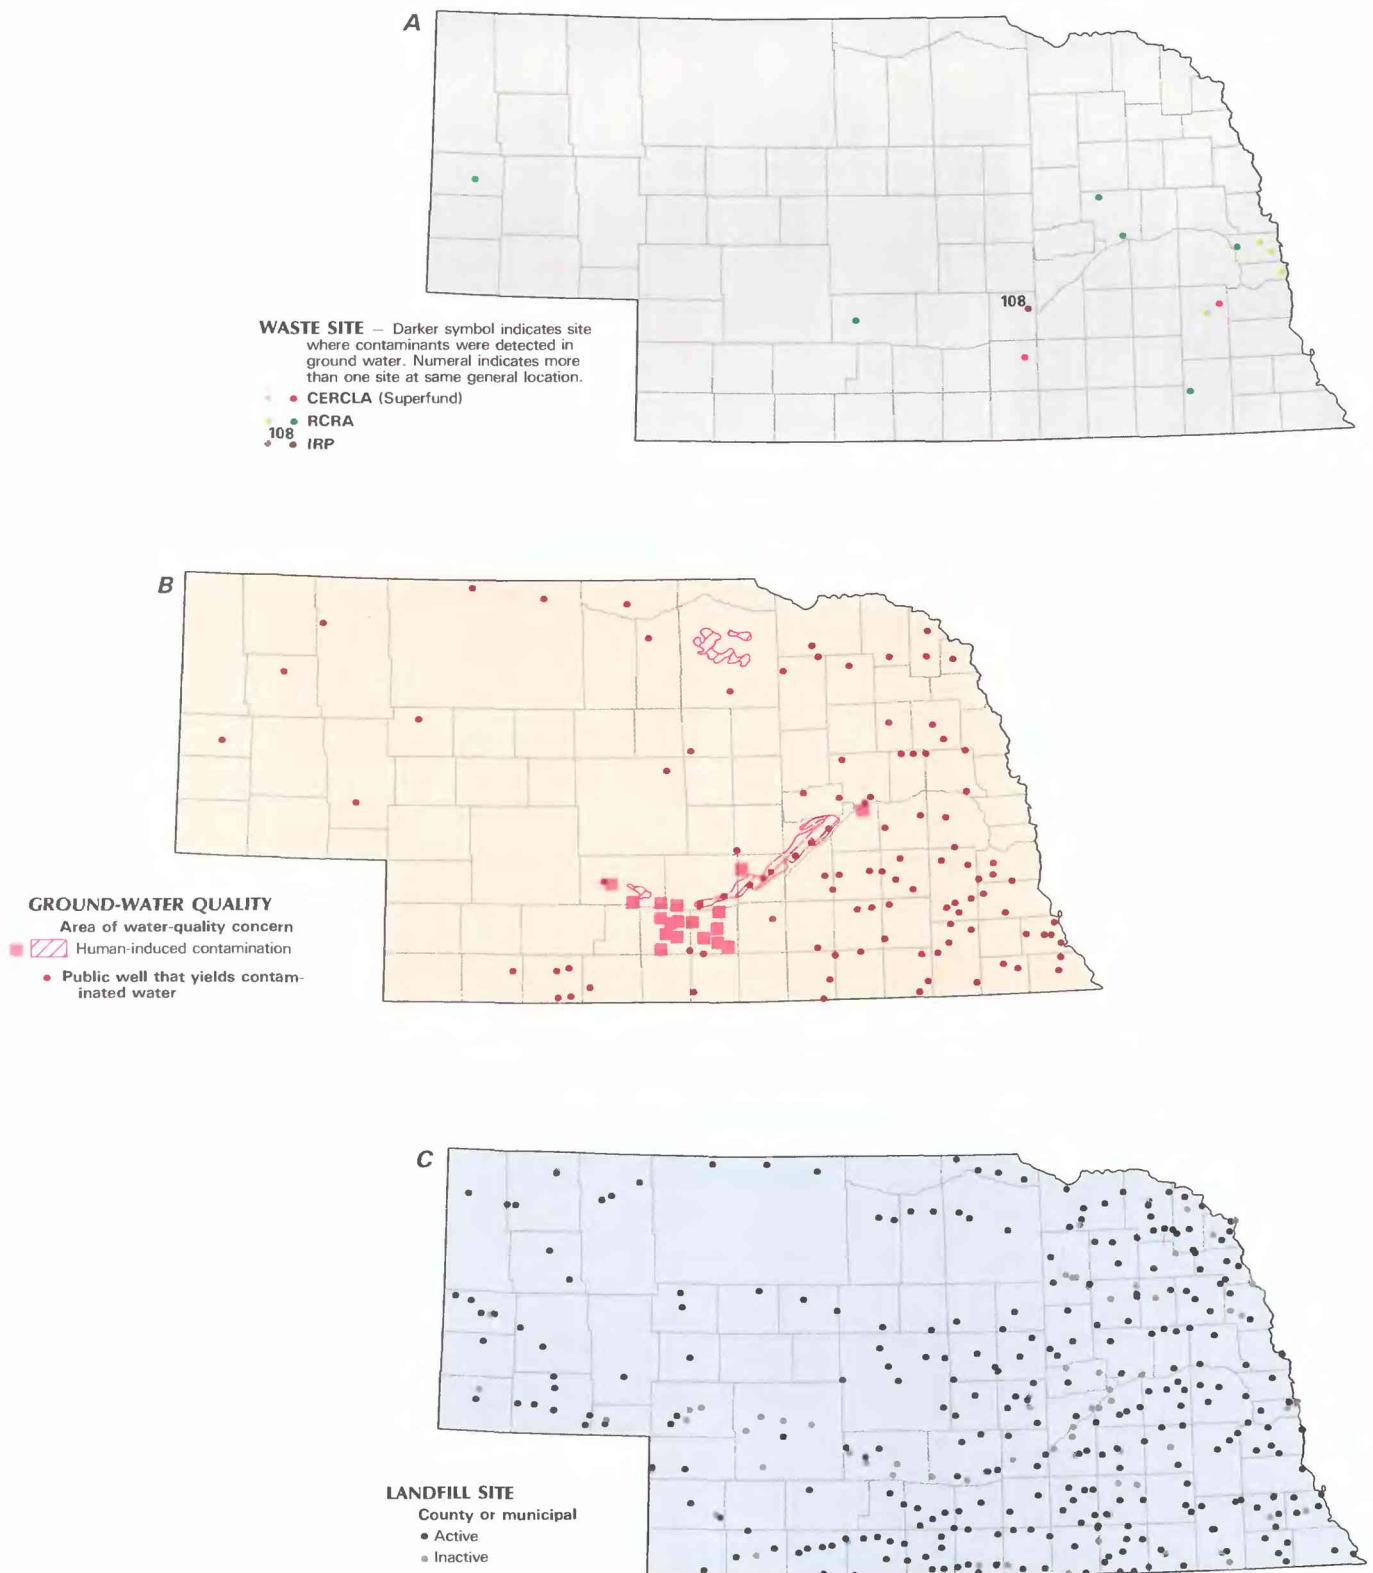 A
108
WASTE SITE — Darker symbol indicates site
where contaminants were detected in
ground water. Numeral indicates more
than one site at same general location.
CERCLA (Superfund)
RCRA
108
IRP
B
GROUND-WATER QUALITY
Area of water-quality concern
Human-induced contamination
Public well that yields contam-
inated water
C
LANDFILL SITE
County or municipal
Active
Inactive